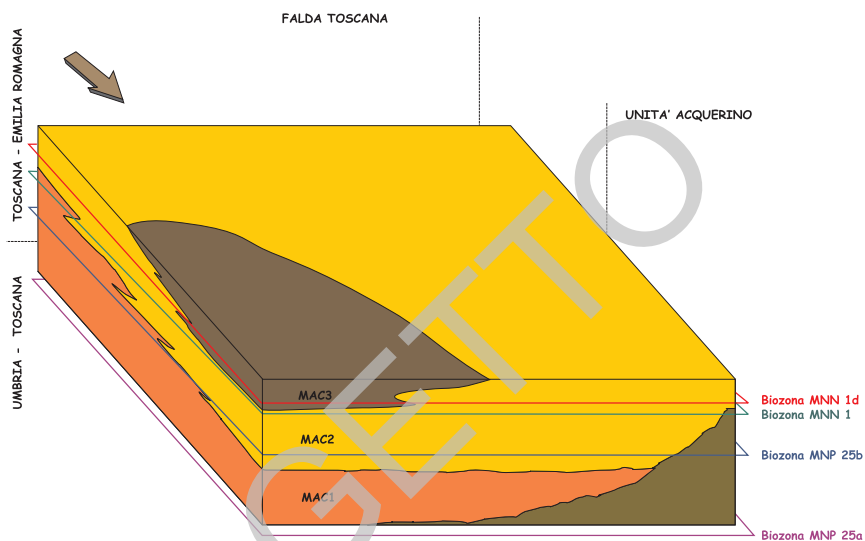 FALDA TOSCANA
UNITA' ACQUERINO
TOSCANA - EMILIA ROMAGNA
UMBRIA - TOSCANA
MAC3
MAC2
MAC1
Biozona MNN 1d
Biozona MNN 1
Biozona MNP 25b
Biozona MNP 25a
GETTO